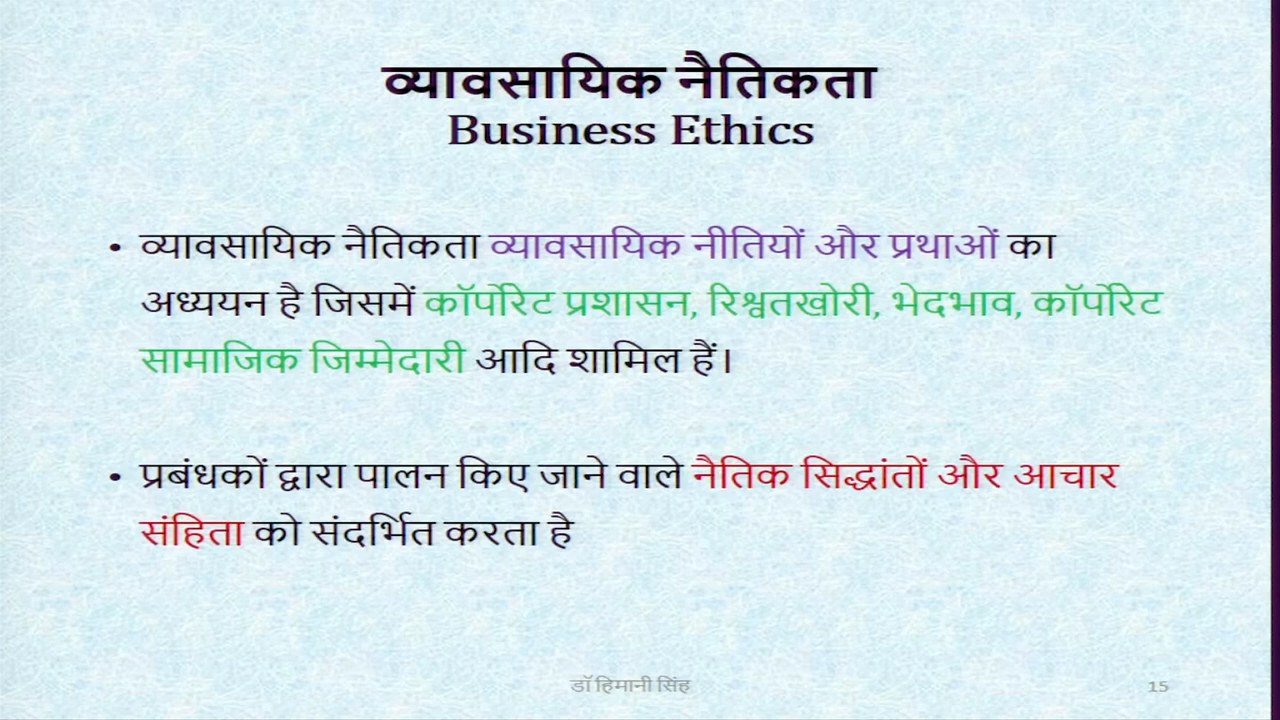 व्यावसायिक नैतिकता
Business Ethics
• व्यावसायिक नैतिकता व्यावसायिक नीतियों और प्रथाओं का
अध्ययन है जिसमें कॉर्पोरेट प्रशासन, रिश्वतखोरी, भेदभाव, कॉर्पोरेट
सामाजिक जिम्मेदारी आदि शामिल हैं।
• प्रबंधकों द्वारा पालन किए जाने वाले नैतिक सिद्धांतों और आचार
संहिता को संदर्भित करता है
डॉ हिमानी सिंह
15